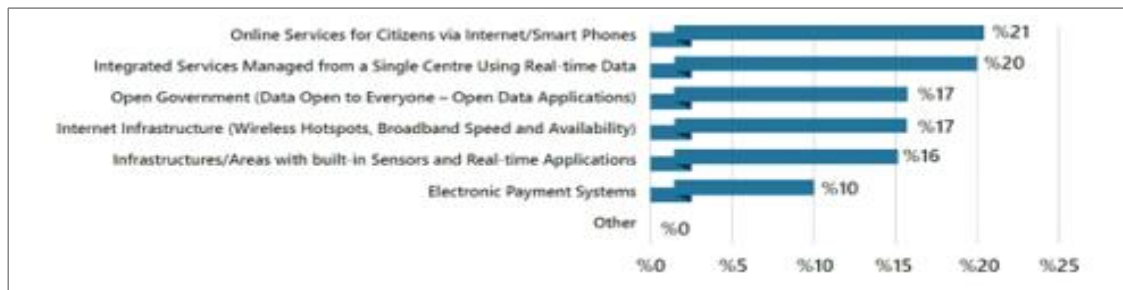 Online Services for Citizens via Internet/Smart Phones %21
Integrated Services Managed from a Single Centre Using Real-time Data %20
Open Government (Data Open to Everyone – Open Data Applications) %17
Internet Infrastructure (Wireless Hotspots, Broadband Speed and Availability) %17
Infrastructures/Areas with built-in Sensors and Real-time Applications %16
Electronic Payment Systems %10
Other %0
%0 %5 %10 %15 %20 %25